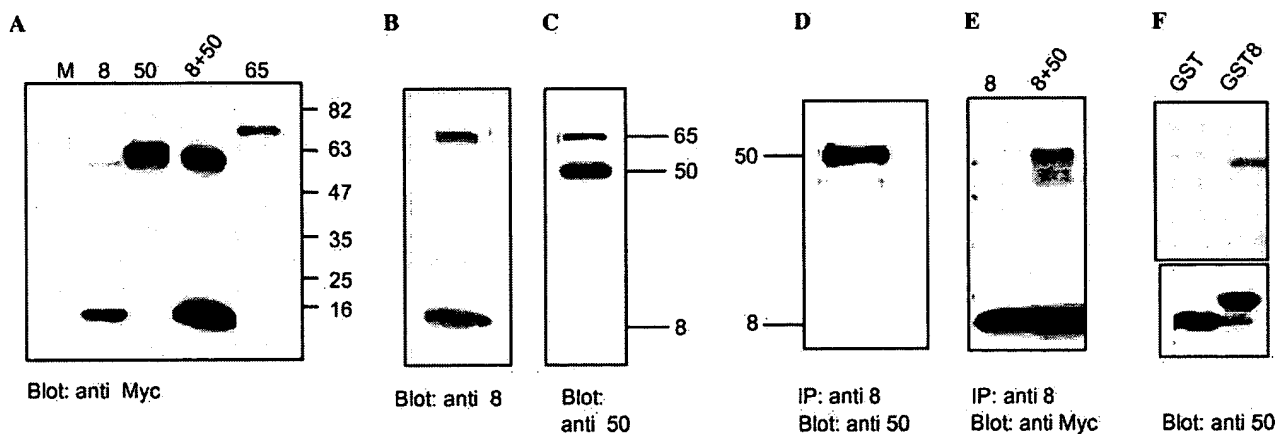 A
B
C
D
E
F
M 8 50 8+50 65
82
63
47
35
25
16
65
50
8
50
8
8 8+50
GST GST8
Blot: anti Myc
Blot: anti 8
Blot:
anti 50
IP: anti 8
Blot: anti 50
IP: anti 8
Blot: anti Myc
Blot: anti 50